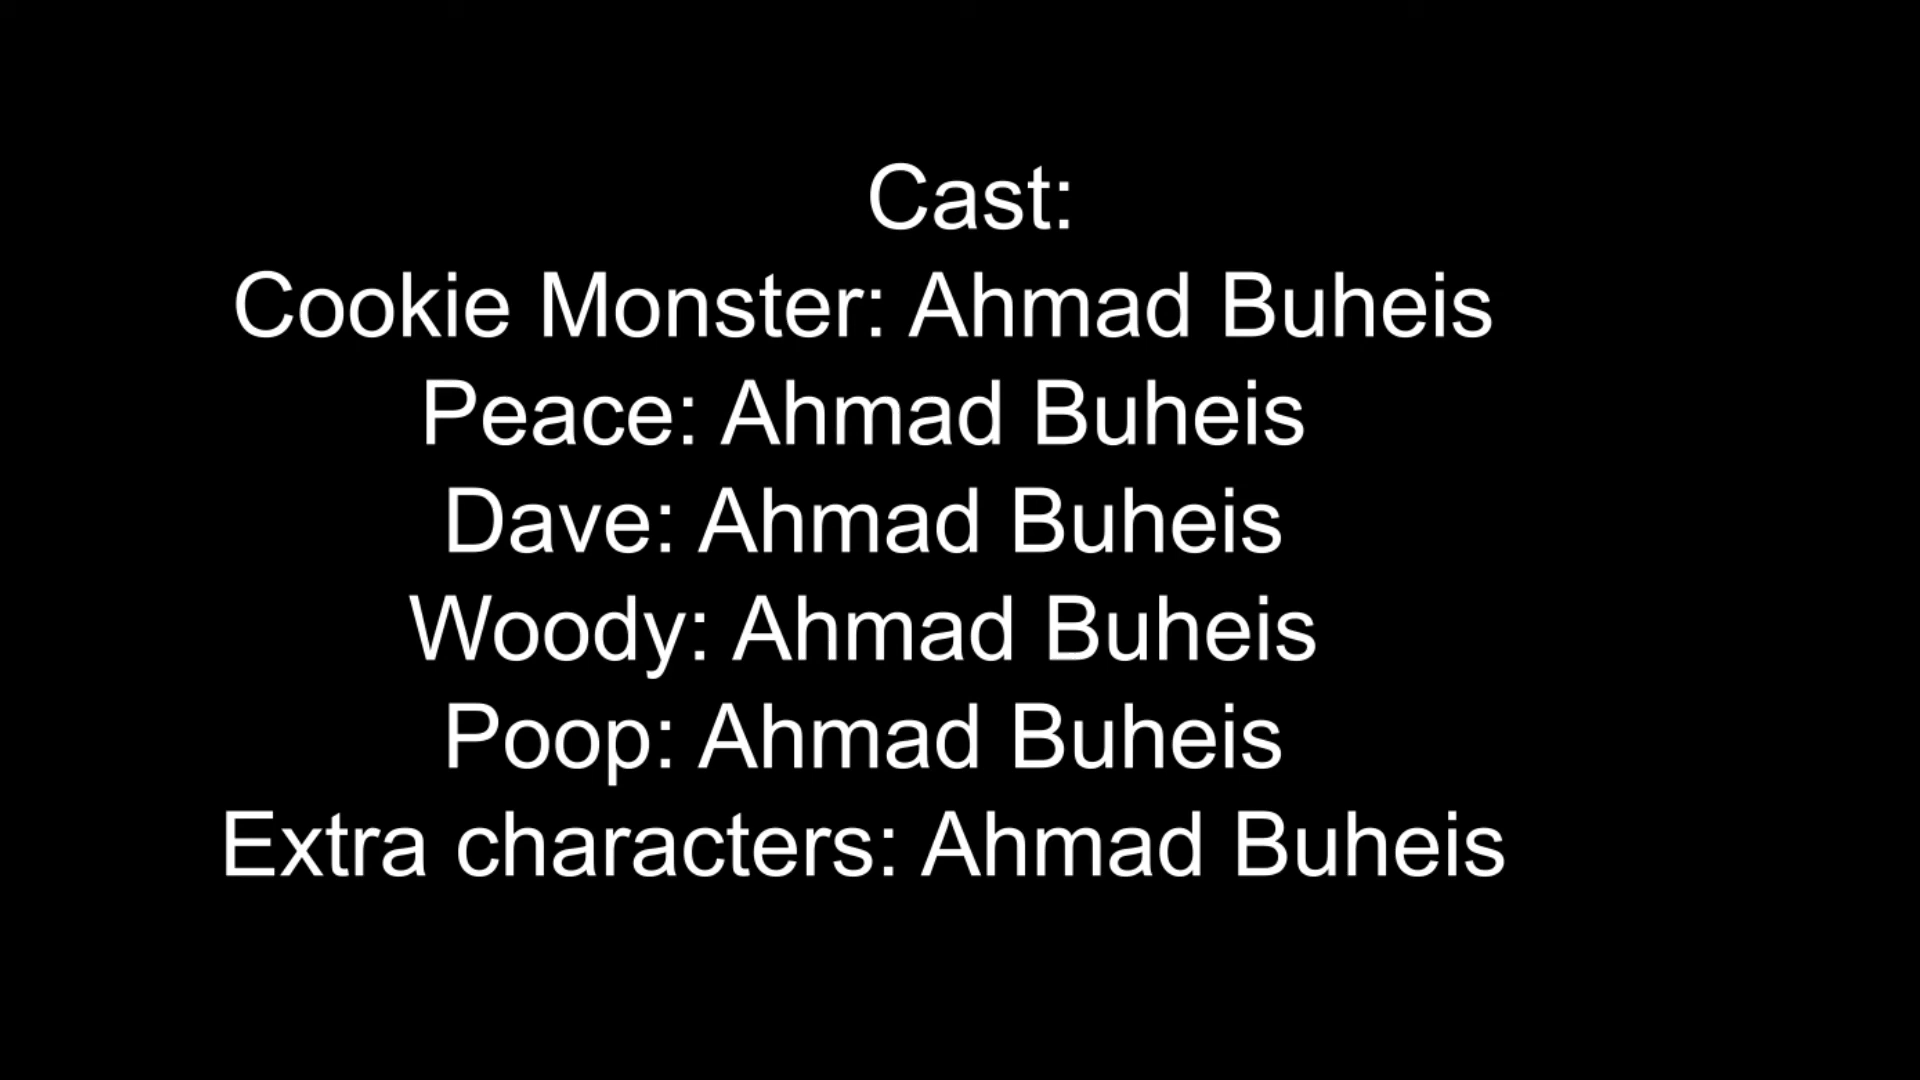 Cast:
Cookie Monster: Ahmad Buheis
Peace: Ahmad Buheis
Dave: Ahmad Buheis
Woody: Ahmad Buheis
Poop: Ahmad Buheis
Extra characters: Ahmad Buheis